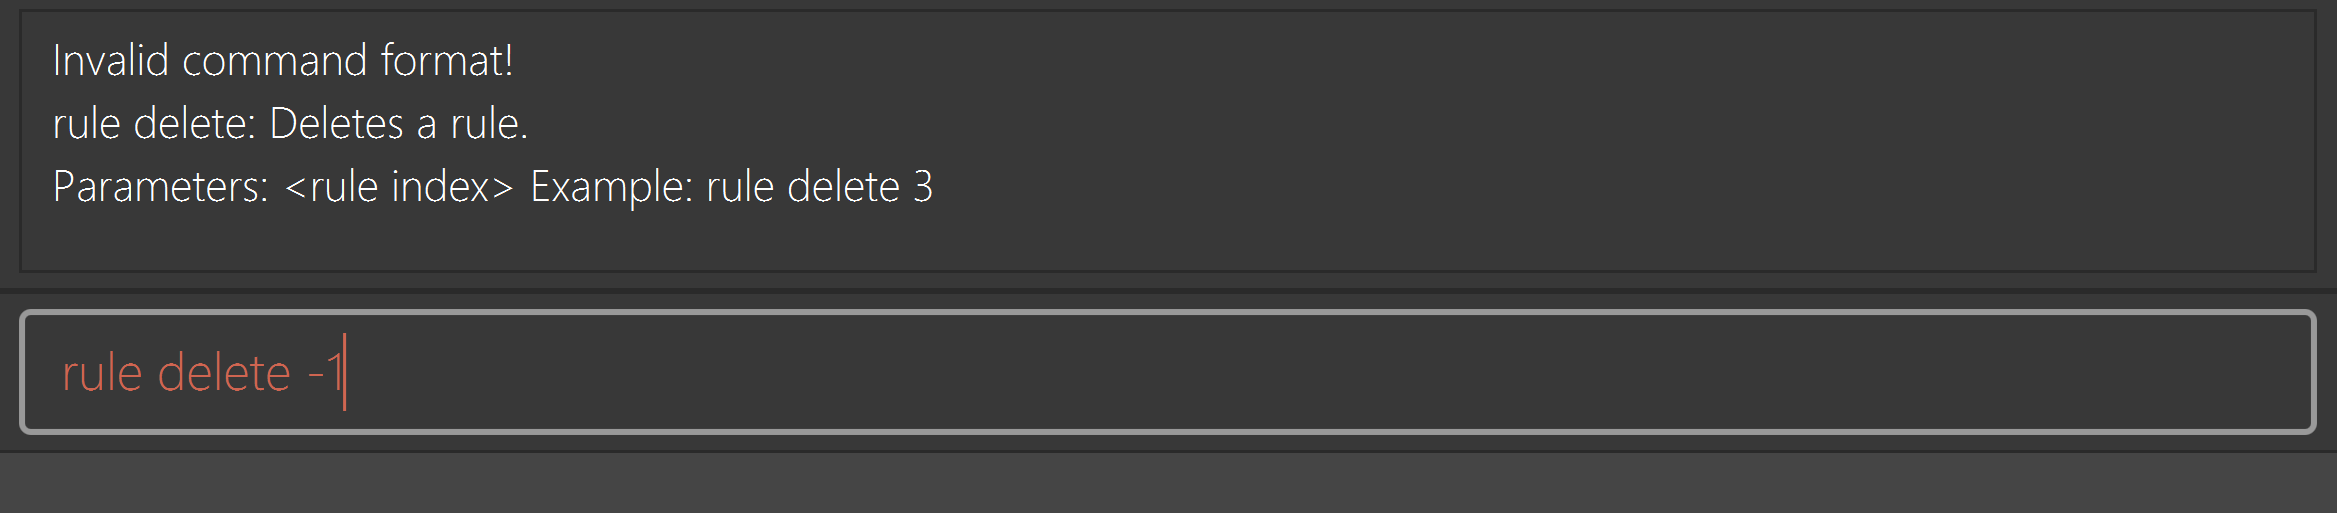 Invalid command format!
rule delete: Deletes a rule.
Parameters: <rule index> Example: rule delete 3
rule delete -1